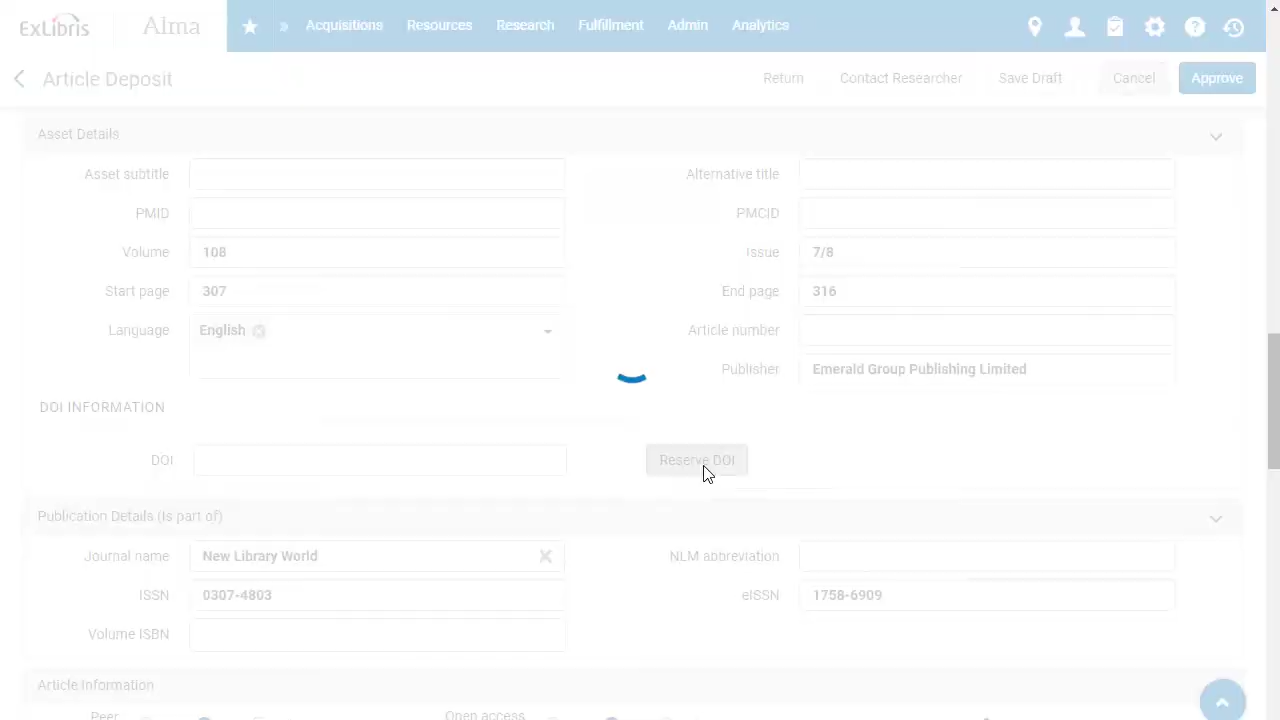 ExLibris Alma Acquisitions Resources Research Fulfillment Admin Analytics
Article Deposit Return Contact Researcher Save Draft Cancel Approve
Asset Details
Asset subtitle Alternative title
PMID PMCID
Volume 108 Issue 7/8
Start page 307 End page 316
Language English Article number
Publisher Emerald Group Publishing Limited
DOI INFORMATION
DOI Reserve DOI
Publication Details (Is part of)
Journal name New Library World NLM abbreviation
ISSN 0307-4803 eISSN 1758-6909
Volume ISBN
Article Information
Peer Open access